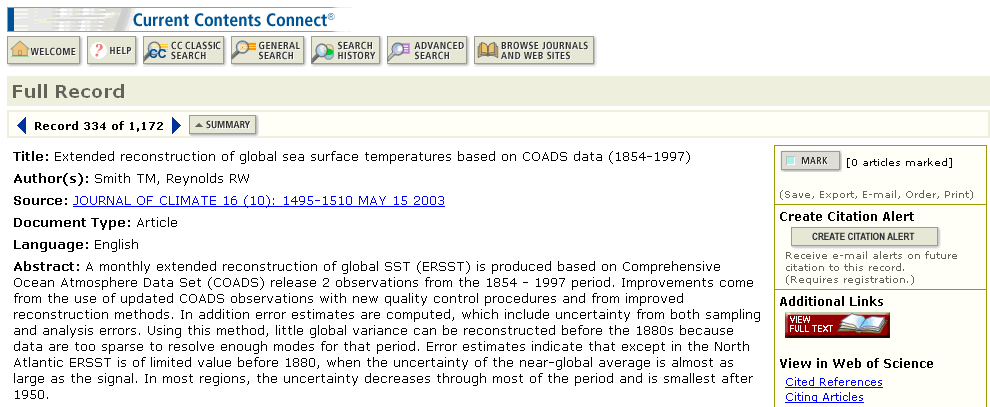 Current Contents Connect®
WELCOME
? HELP
CC CC CLASSIC SEARCH
GENERAL SEARCH
SEARCH HISTORY
ADVANCED SEARCH
BROWSE JOURNALS AND WEB SITES
Full Record
Record 334 of 1,172
SUMMARY
Title: Extended reconstruction of global sea surface temperatures based on COADS data (1854-1997)
Author(s): Smith TM, Reynolds RW
Source: JOURNAL OF CLIMATE 16 (10): 1495-1510 MAY 15 2003
Document Type: Article
Language: English
Abstract: A monthly extended reconstruction of global SST (ERSST) is produced based on Comprehensive
Ocean Atmosphere Data Set (COADS) release 2 observations from the 1854 - 1997 period. Improvements come
from the use of updated COADS observations with new quality control procedures and from improved
reconstruction methods. In addition error estimates are computed, which include uncertainty from both sampling
and analysis errors. Using this method, little global variance can be reconstructed before the 1880s because
data are too sparse to resolve enough modes for that period. Error estimates indicate that except in the North
Atlantic ERSST is of limited value before 1880, when the uncertainty of the near-global average is almost as
large as the signal. In most regions, the uncertainty decreases through most of the period and is smallest after
1950.
MARK [0 articles marked]
(Save, Export, E-mail, Order, Print)
Create Citation Alert
CREATE CITATION ALERT
Receive e-mail alerts on future
citation to this record.
(Requires registration.)
Additional Links
VIEW
FULL TEXT
View in Web of Science
Cited References
Citing Articles